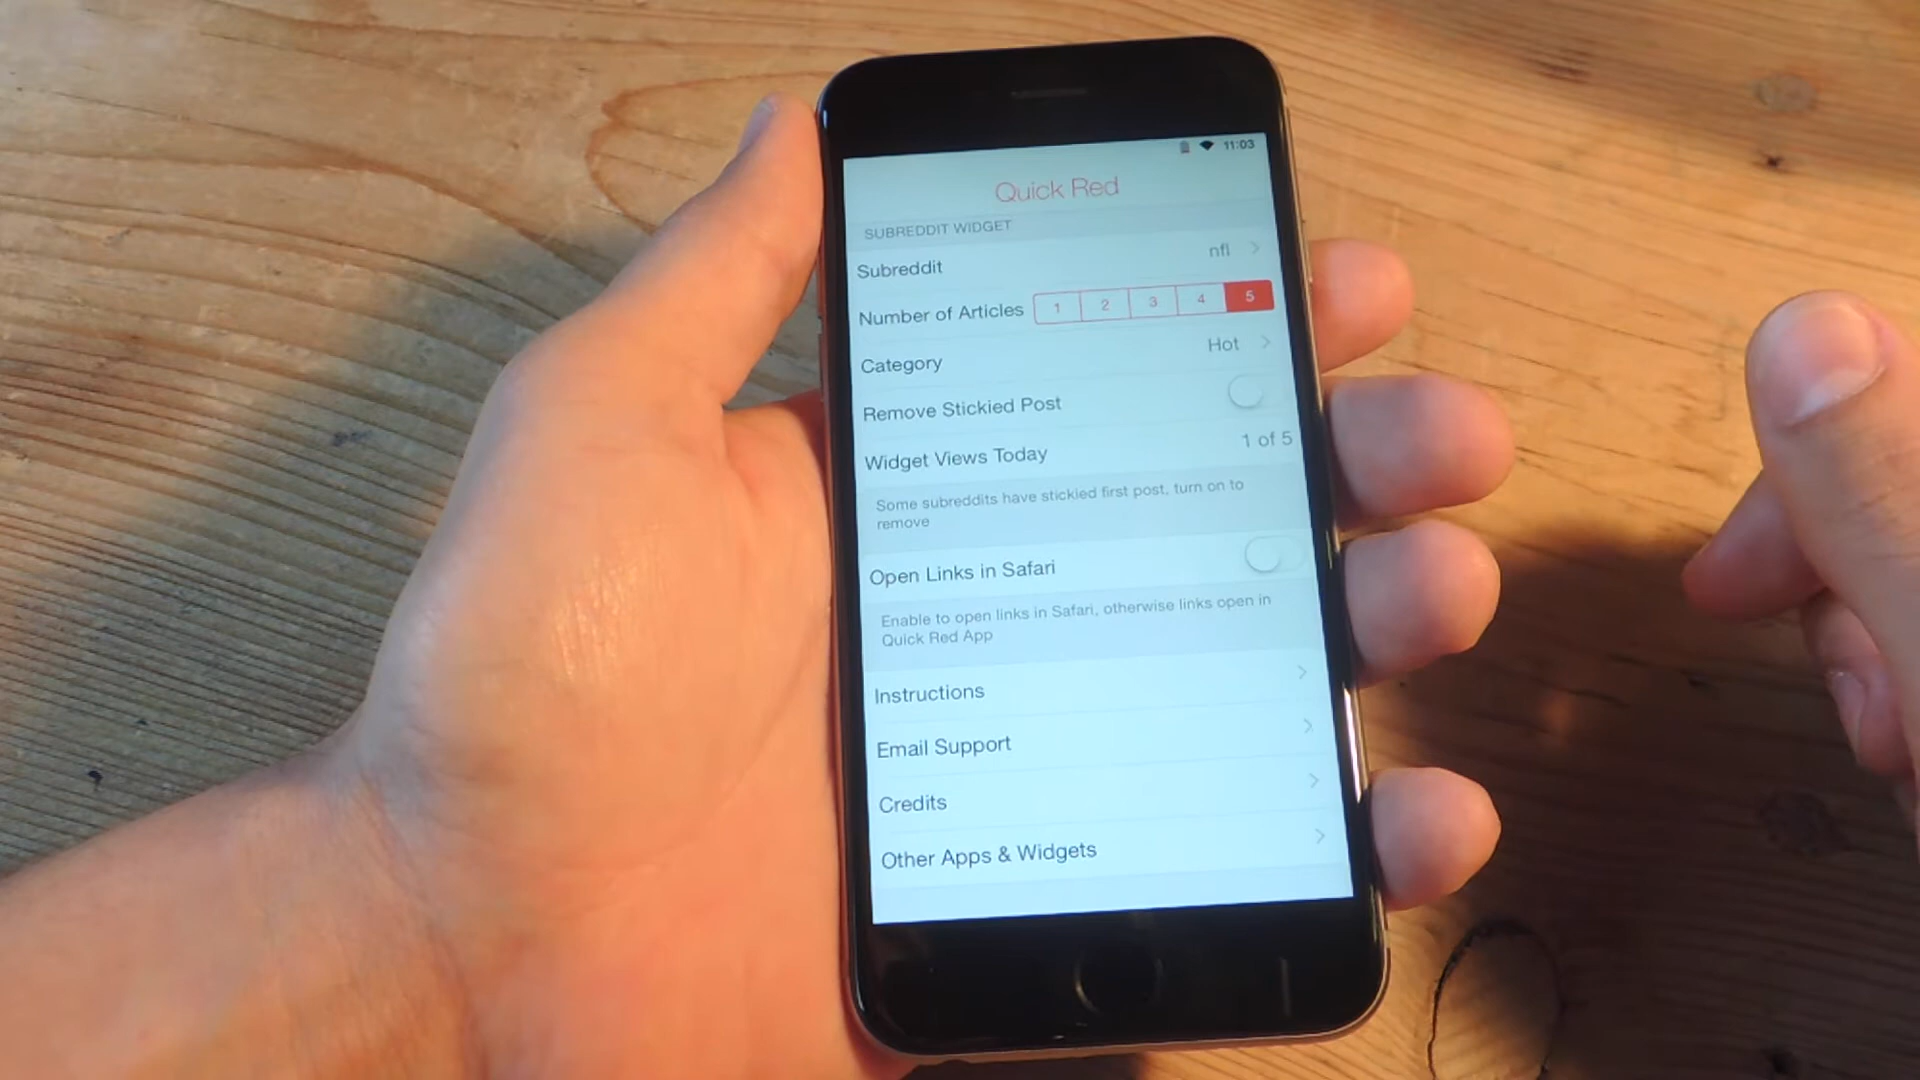 11:03
Quick Red
SUBREDDIT WIDGET
Subreddit nfl
Number of Articles 1 2 3 4 5
Category Hot
Remove Stickied Post
Widget Views Today 1 of 5
Some subreddits have stickied first post, turn on to
remove
Open Links in Safari
Enable to open links in Safari, otherwise links open in
Quick Red App
Instructions
Email Support
Credits
Other Apps & Widgets